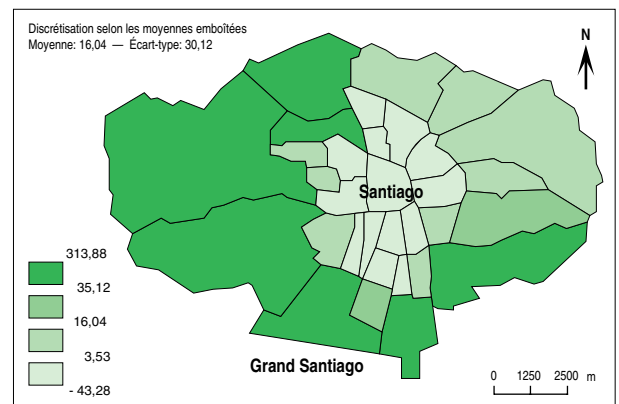 Discrétisation selon les moyennes emboîtées
Moyenne: 16,04 — Écart-type: 30,12
N
Santiago
313,88
35,12
16,04
3,53
- 43,28
Grand Santiago
0 1250 2500 m